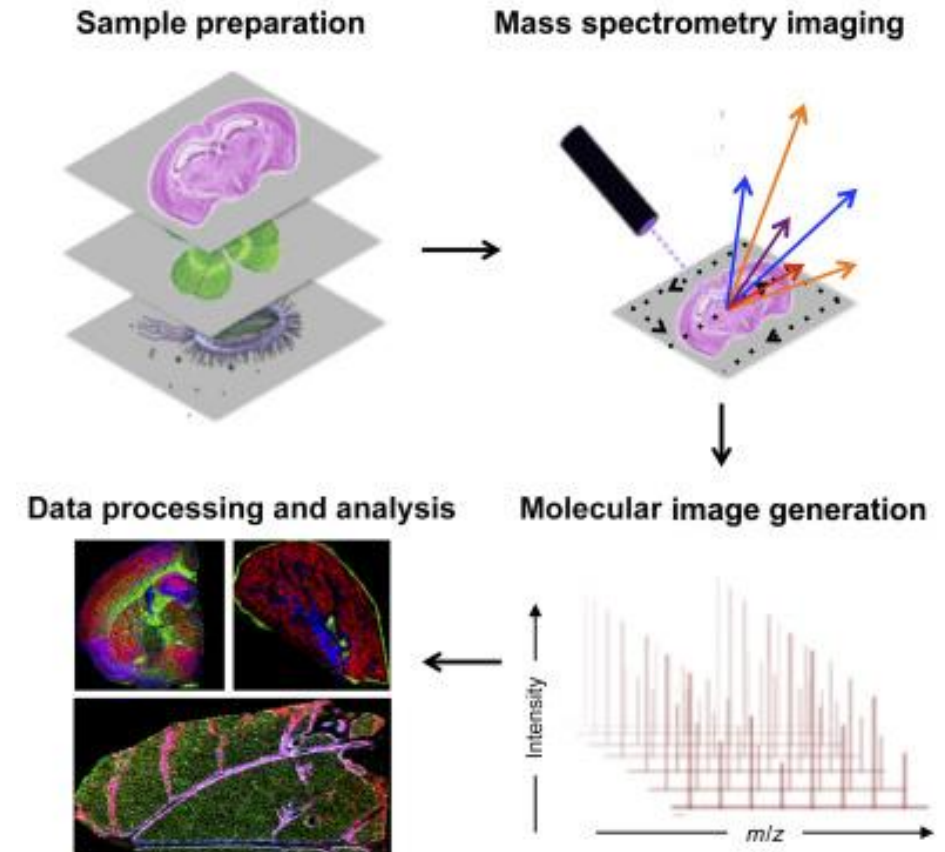 Sample preparation
Mass spectrometry imaging
Data processing and analysis
Molecular image generation
Intensity
m/z